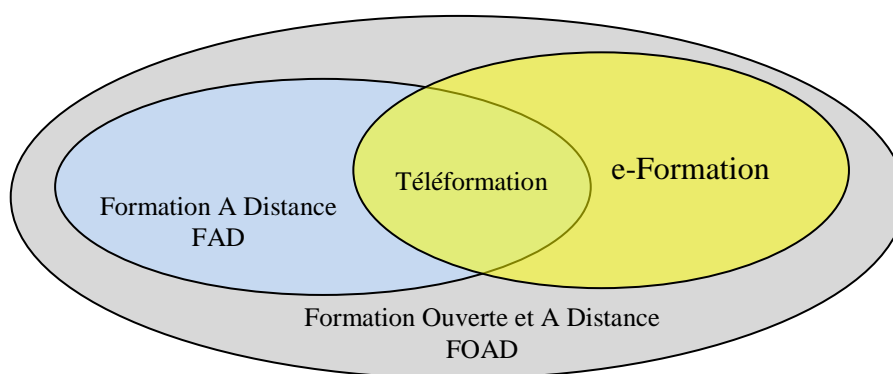 Téléformation
e-Formation
Formation A Distance
FAD
Formation Ouverte et A Distance
FOAD